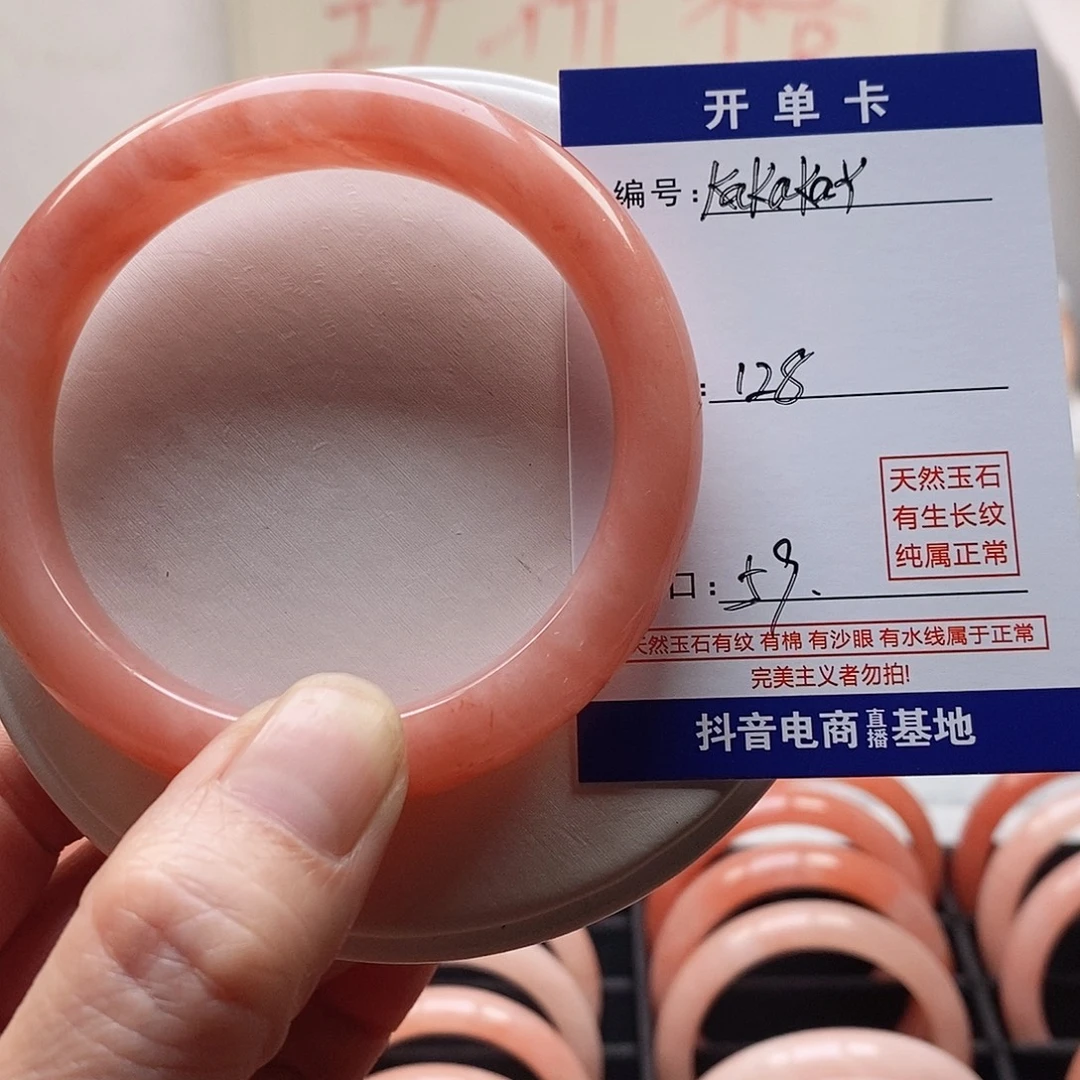 开单卡
编号:KaKaKaY
:128
天然玉石
有生长纹
纯属正常
口:59.
天然玉石有纹 有棉 有沙眼 有水线属于正常
完美主义者勿拍!
抖音电商直播基地